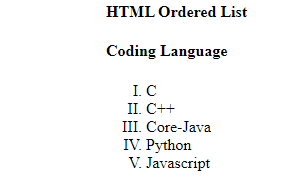 HTML Ordered List
Coding Language
I. C
II. C++
III. Core-Java
IV. Python
V. Javascript